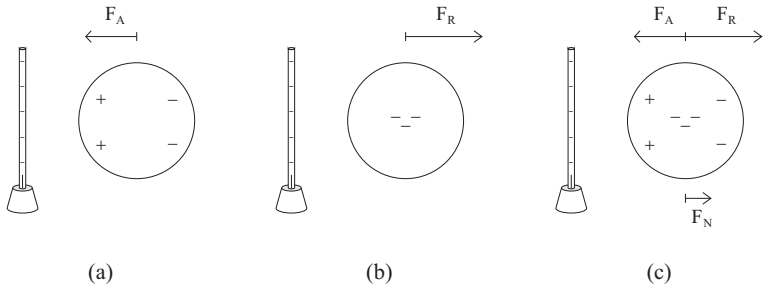 F_A F_R F_A F_R
+ − + −
− −
−
+ − + −
F_N
(a) (b) (c)